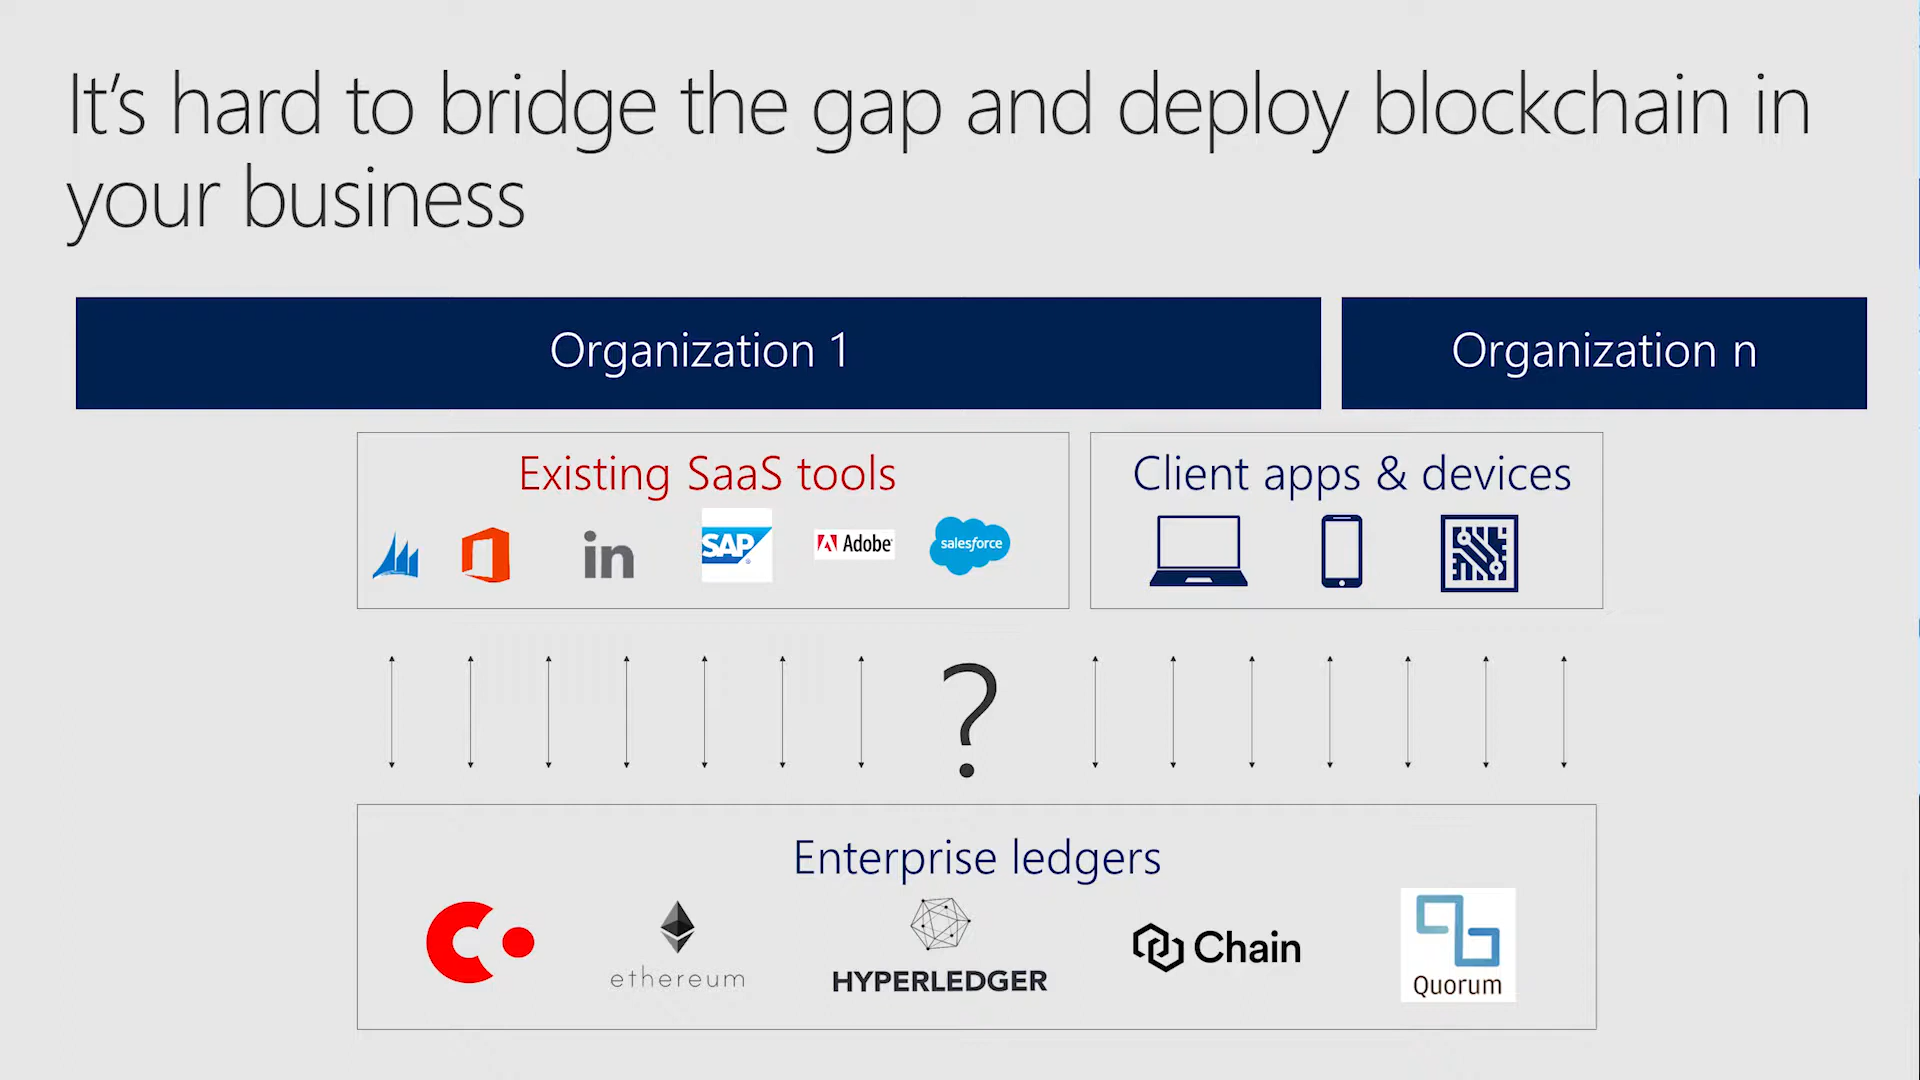 It's hard to bridge the gap and deploy blockchain in
your business
Organization 1
Organization n
Existing SaaS tools
Client apps & devices
in
SAP
Adobe
salesforce
?
Enterprise ledgers
ethereum
HYPERLEDGER
Chain
Quorum